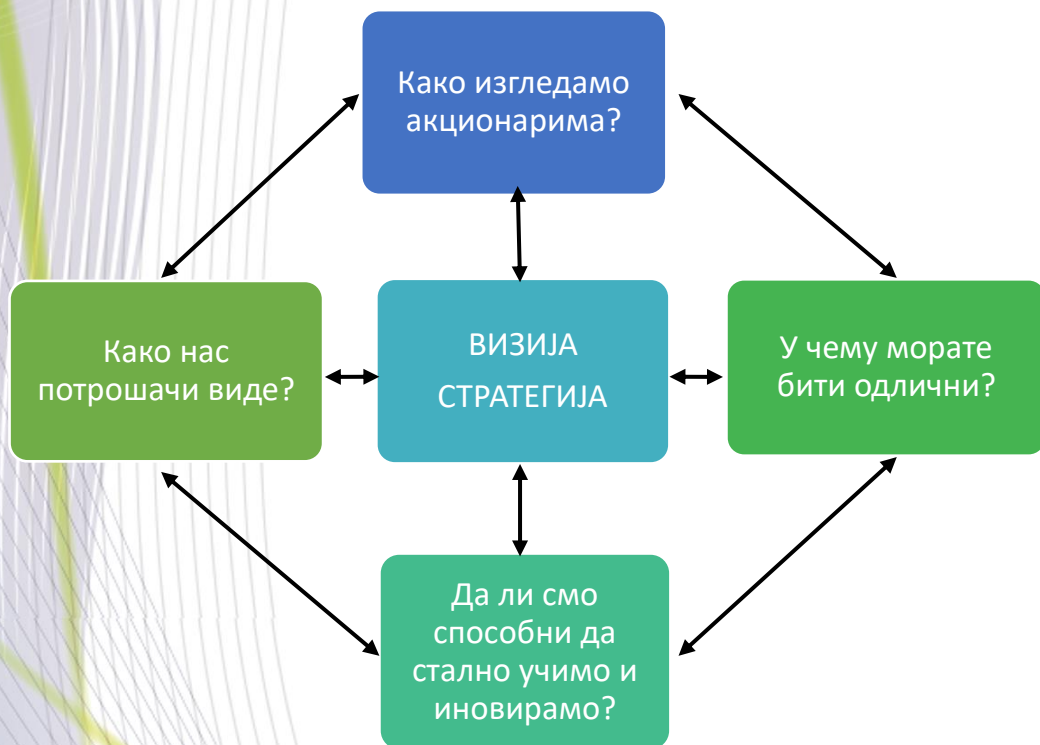 Како изгледамо
акционарима?
Како нас
потрошачи виде?
ВИЗИЈА
СТРАТЕГИЈА
У чему морате
бити одлични?
Да ли смо
способни да
стално учимо и
иновирамо?